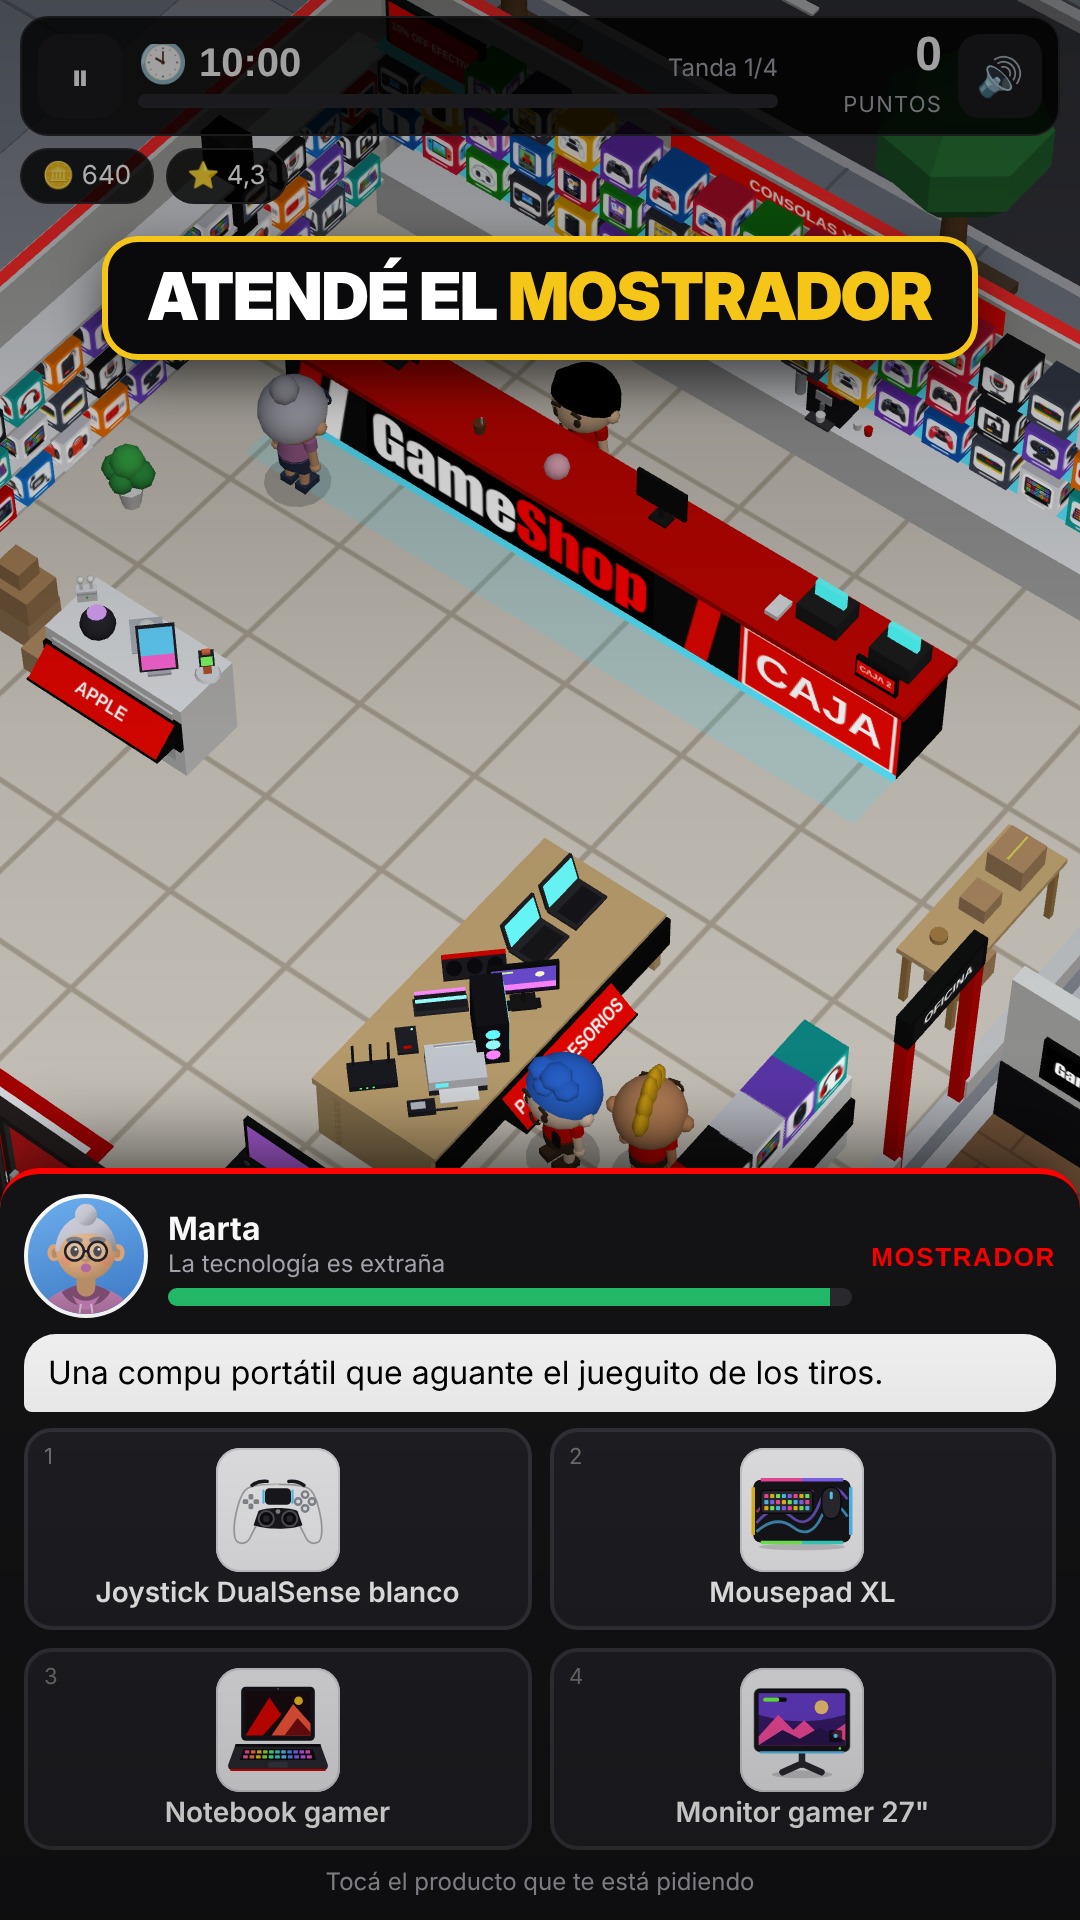 10:00
Tanda 1/4
0
PUNTOS
640
4,3
CONSOLAS Y
ATENDÉ EL MOSTRADOR
GameShop
CAJA
CAJA 2
APPLE
OFICINA
Marta
La tecnología es extraña
MOSTRADOR
Una compu portátil que aguante el jueguito de los tiros.
1
Joystick DualSense blanco
2
Mousepad XL
3
Notebook gamer
4
Monitor gamer 27"
Tocá el producto que te está pidiendo